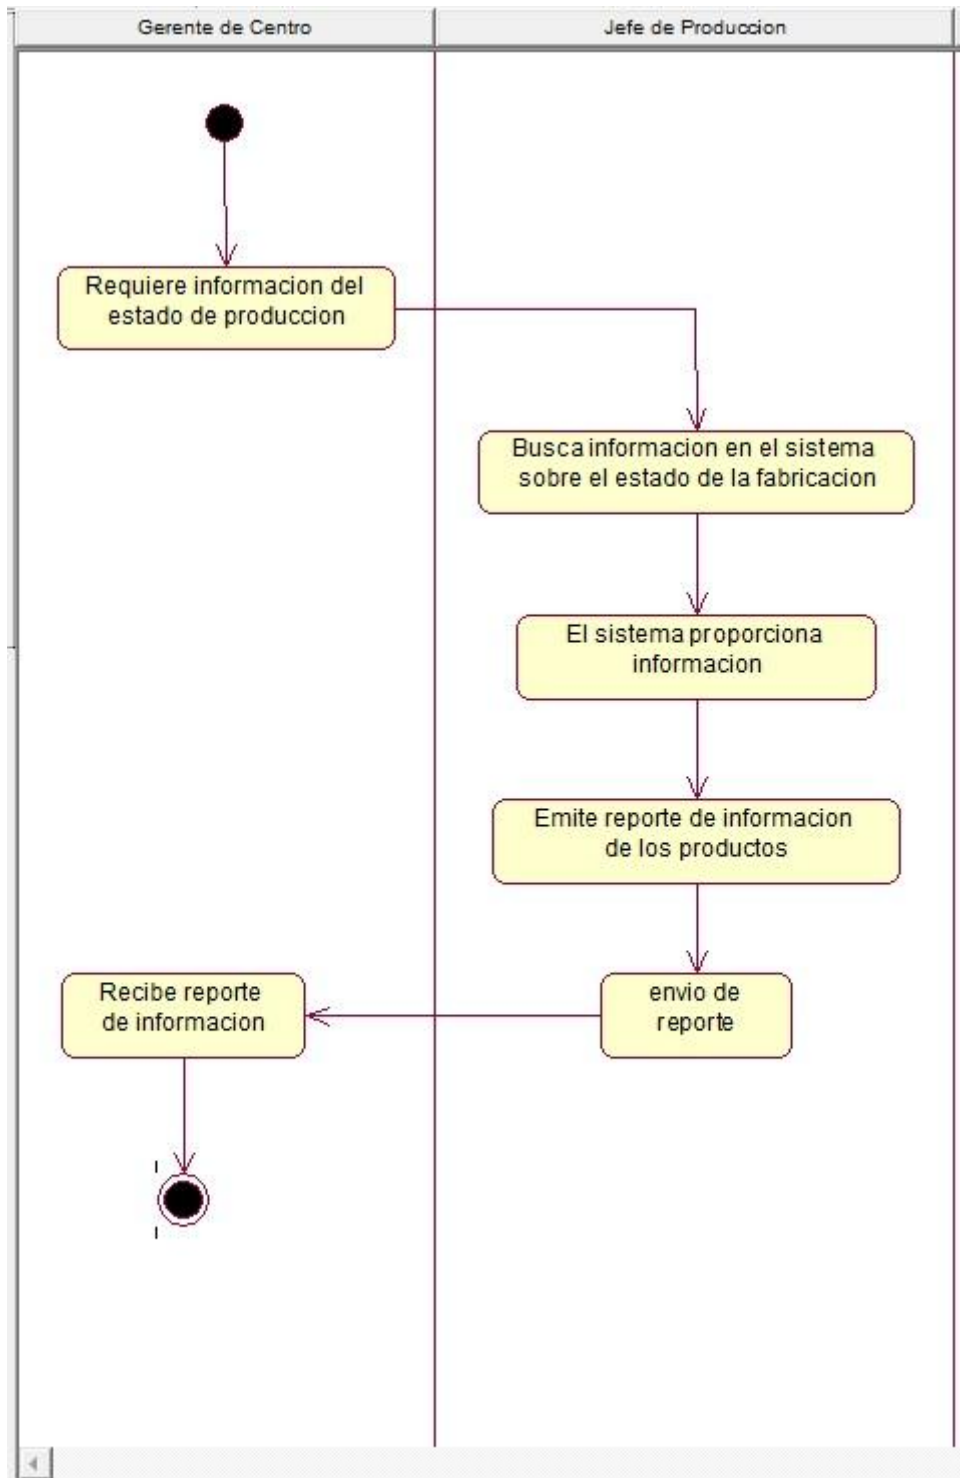 Gerente de Centro
Jefe de Produccion
Requiere informacion del
estado de produccion
Busca informacion en el sistema
sobre el estado de la fabricacion
El sistema proporciona
informacion
Emite reporte de informacion
de los productos
Recibe reporte
de informacion
envio de
reporte